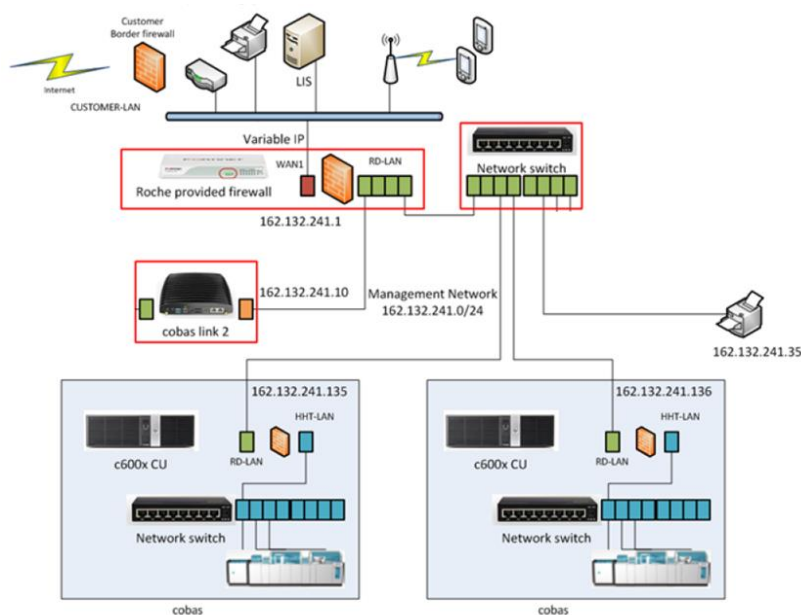 Customer
Border firewall
Internet
CUSTOMER-LAN
LIS
Variable IP
WAN1
RD-LAN
Roche provided firewall
162.132.241.1
Network switch
162.132.241.10
cobas link 2
Management Network
162.132.241.0/24
162.132.241.35
162.132.241.135
HHT-LAN
c600x CU
RD-LAN
Network switch
cobas
162.132.241.136
HHT-LAN
c600x CU
RD-LAN
Network switch
cobas